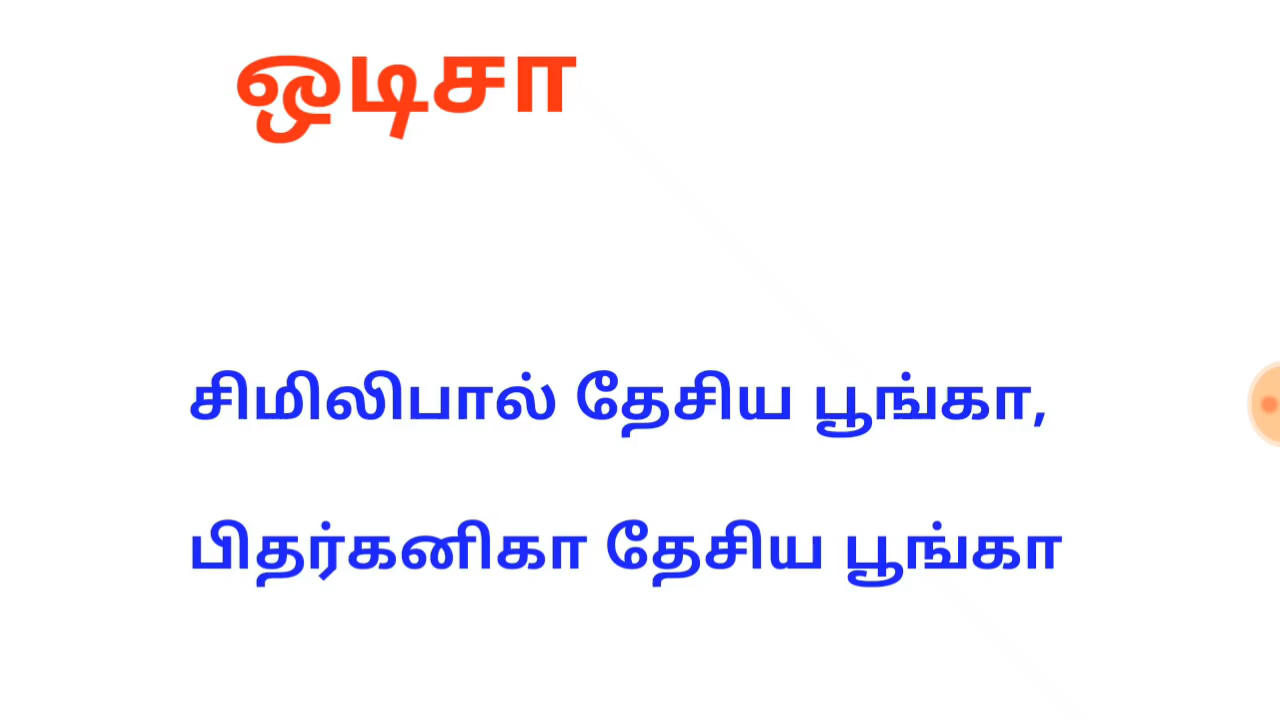 ஒடிசா
சிமிலிபால் தேசிய பூங்கா,
பிதர்கனிகா தேசிய பூங்கா